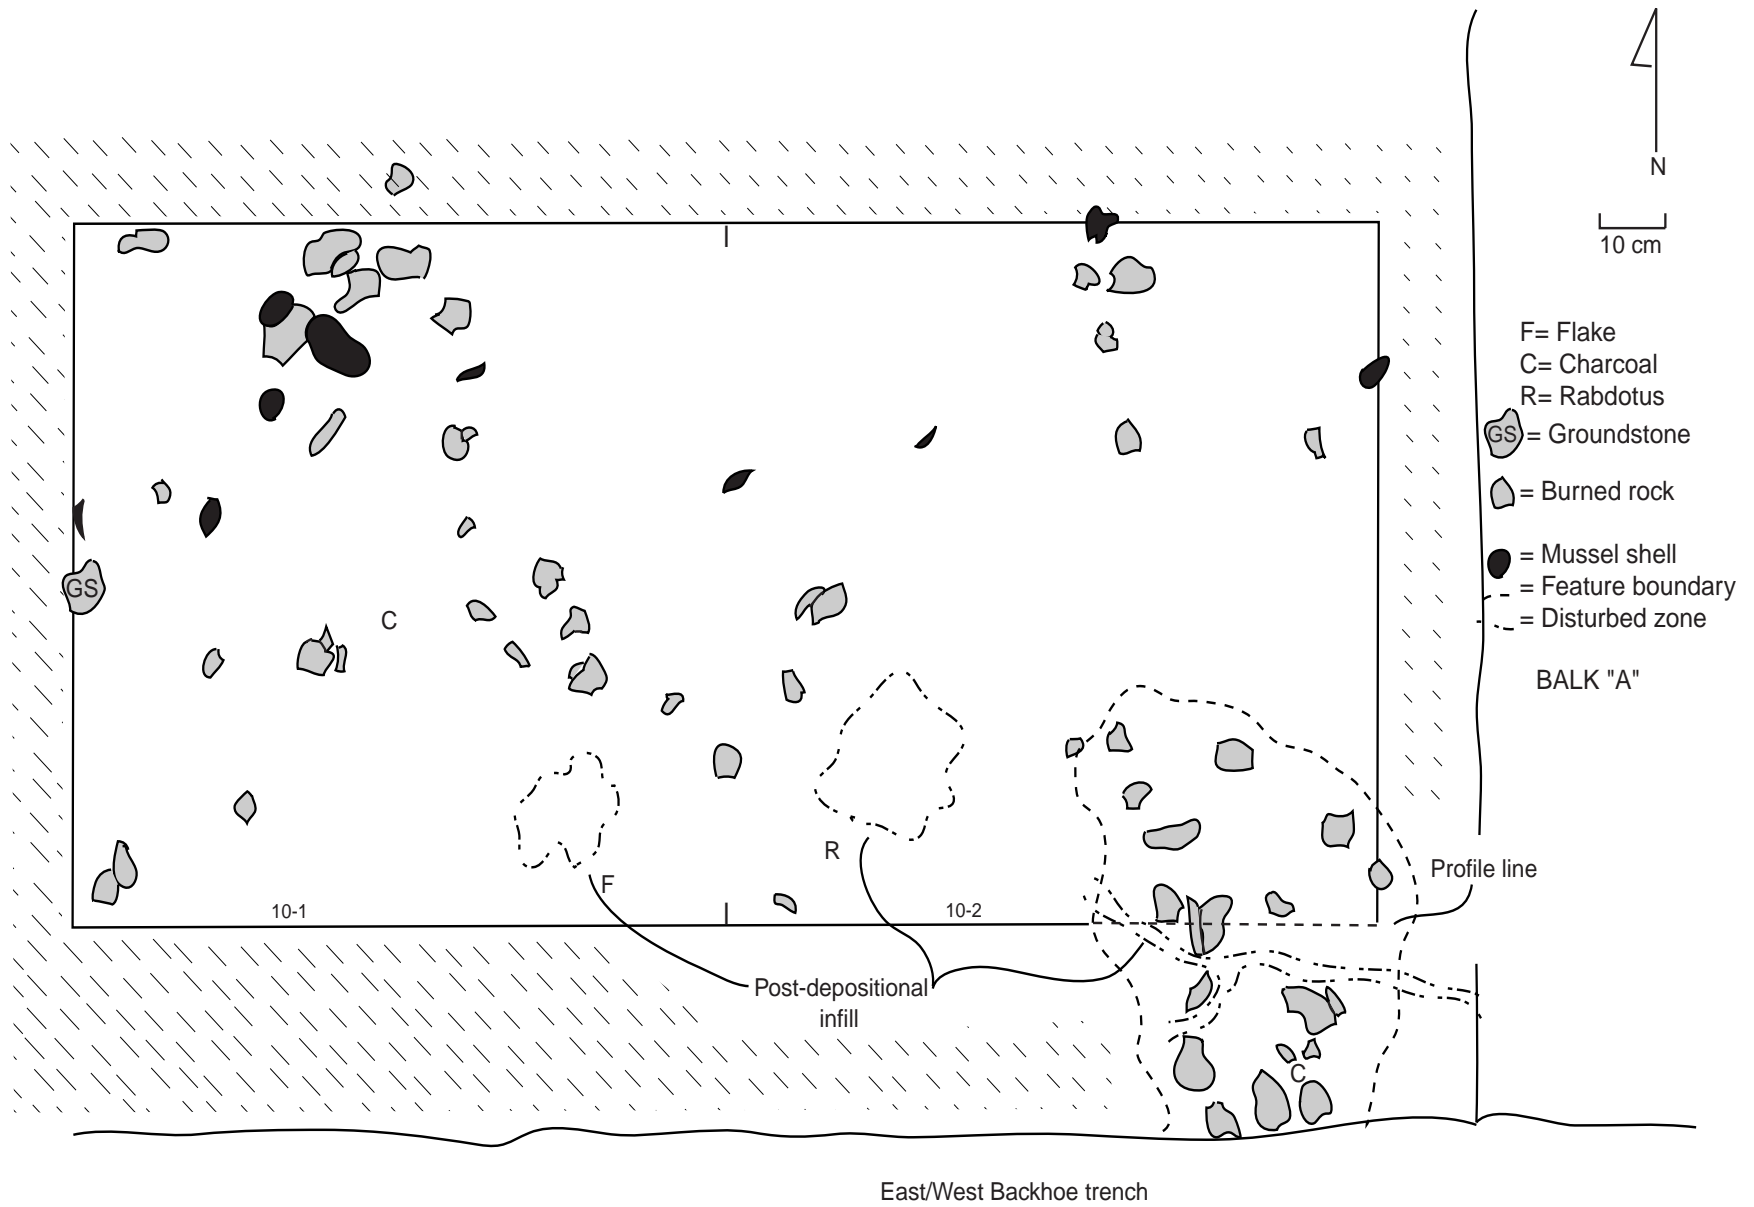 N
10 cm
F= Flake
C= Charcoal
R= Rabdotus
GS = Groundstone
= Burned rock
= Mussel shell
= Feature boundary
= Disturbed zone
BALK "A"
GS
C
R
F
Profile line
10-1
10-2
Post-depositional
infill
C
East/West Backhoe trench